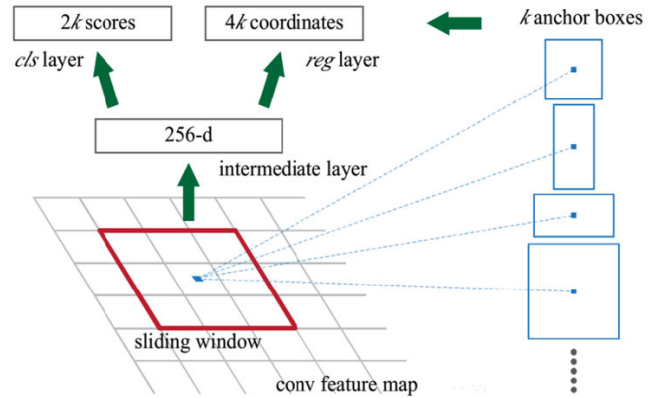 2k scores
4k coordinates
k anchor boxes
cls layer
reg layer
256-d
intermediate layer
sliding window
conv feature map